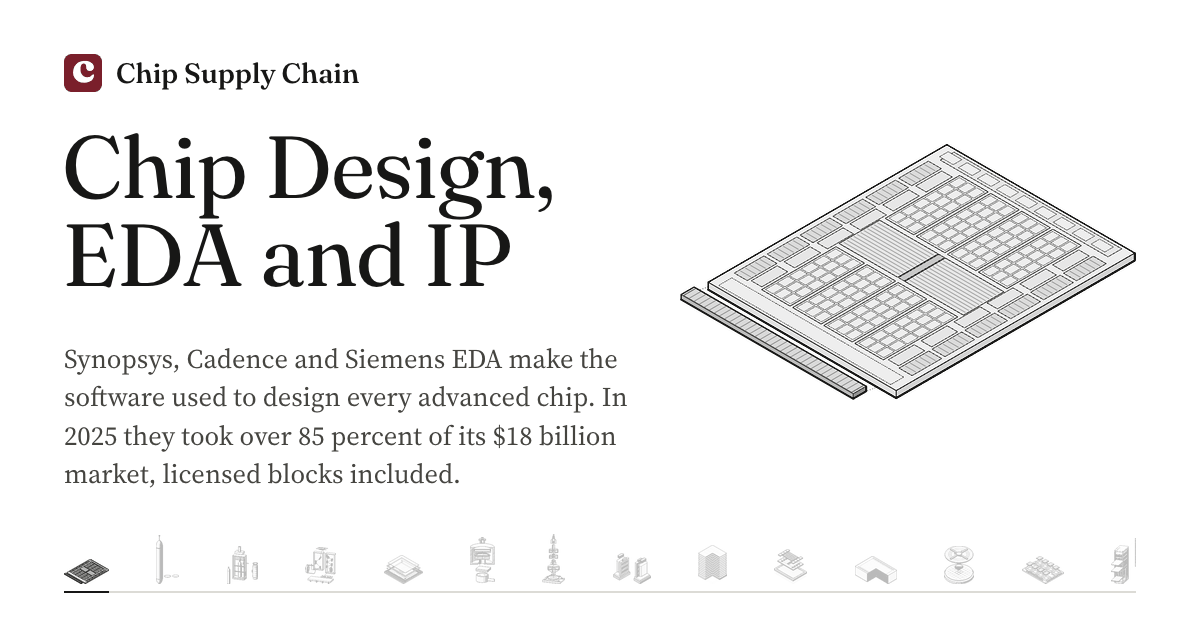 C
Chip Supply Chain
Chip Design,
EDA and IP
Synopsys, Cadence and Siemens EDA make the
software used to design every advanced chip. In
2025 they took over 85 percent of its $18 billion
market, licensed blocks included.